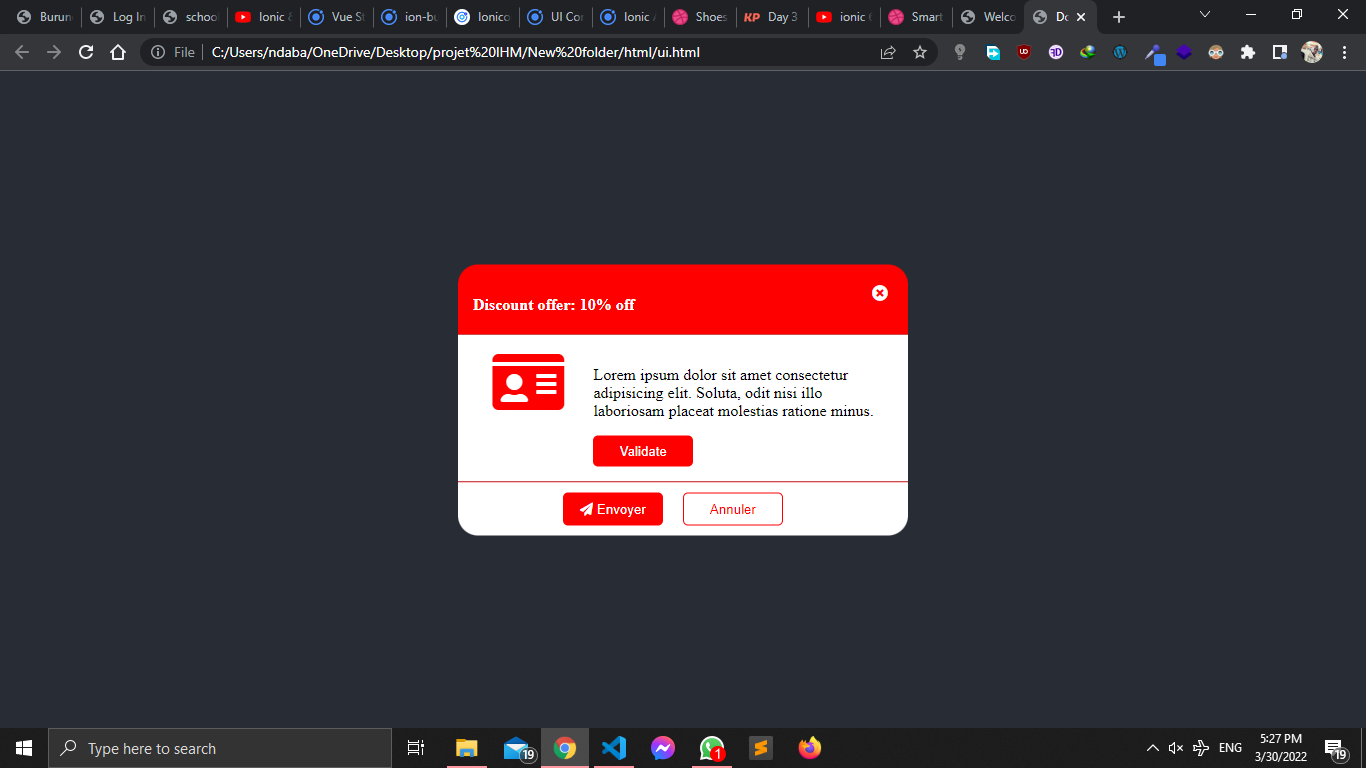 Burun
Log In
schoo
Ionic &
Vue St
ion-bu
Ionico
UI Cor
Ionic A
Shoes
KP Day 3
ionic 6
Smart
Welco
Do
File C:/Users/ndaba/OneDrive/Desktop/projet%20IHM/New%20folder/html/ui.html
Discount offer: 10% off
Lorem ipsum dolor sit amet consectetur
adipisicing elit. Soluta, odit nisi illo
laboriosam placeat molestias ratione minus.
Validate
Envoyer Annuler
Type here to search
19
1
ENG
5:27 PM
3/30/2022
19